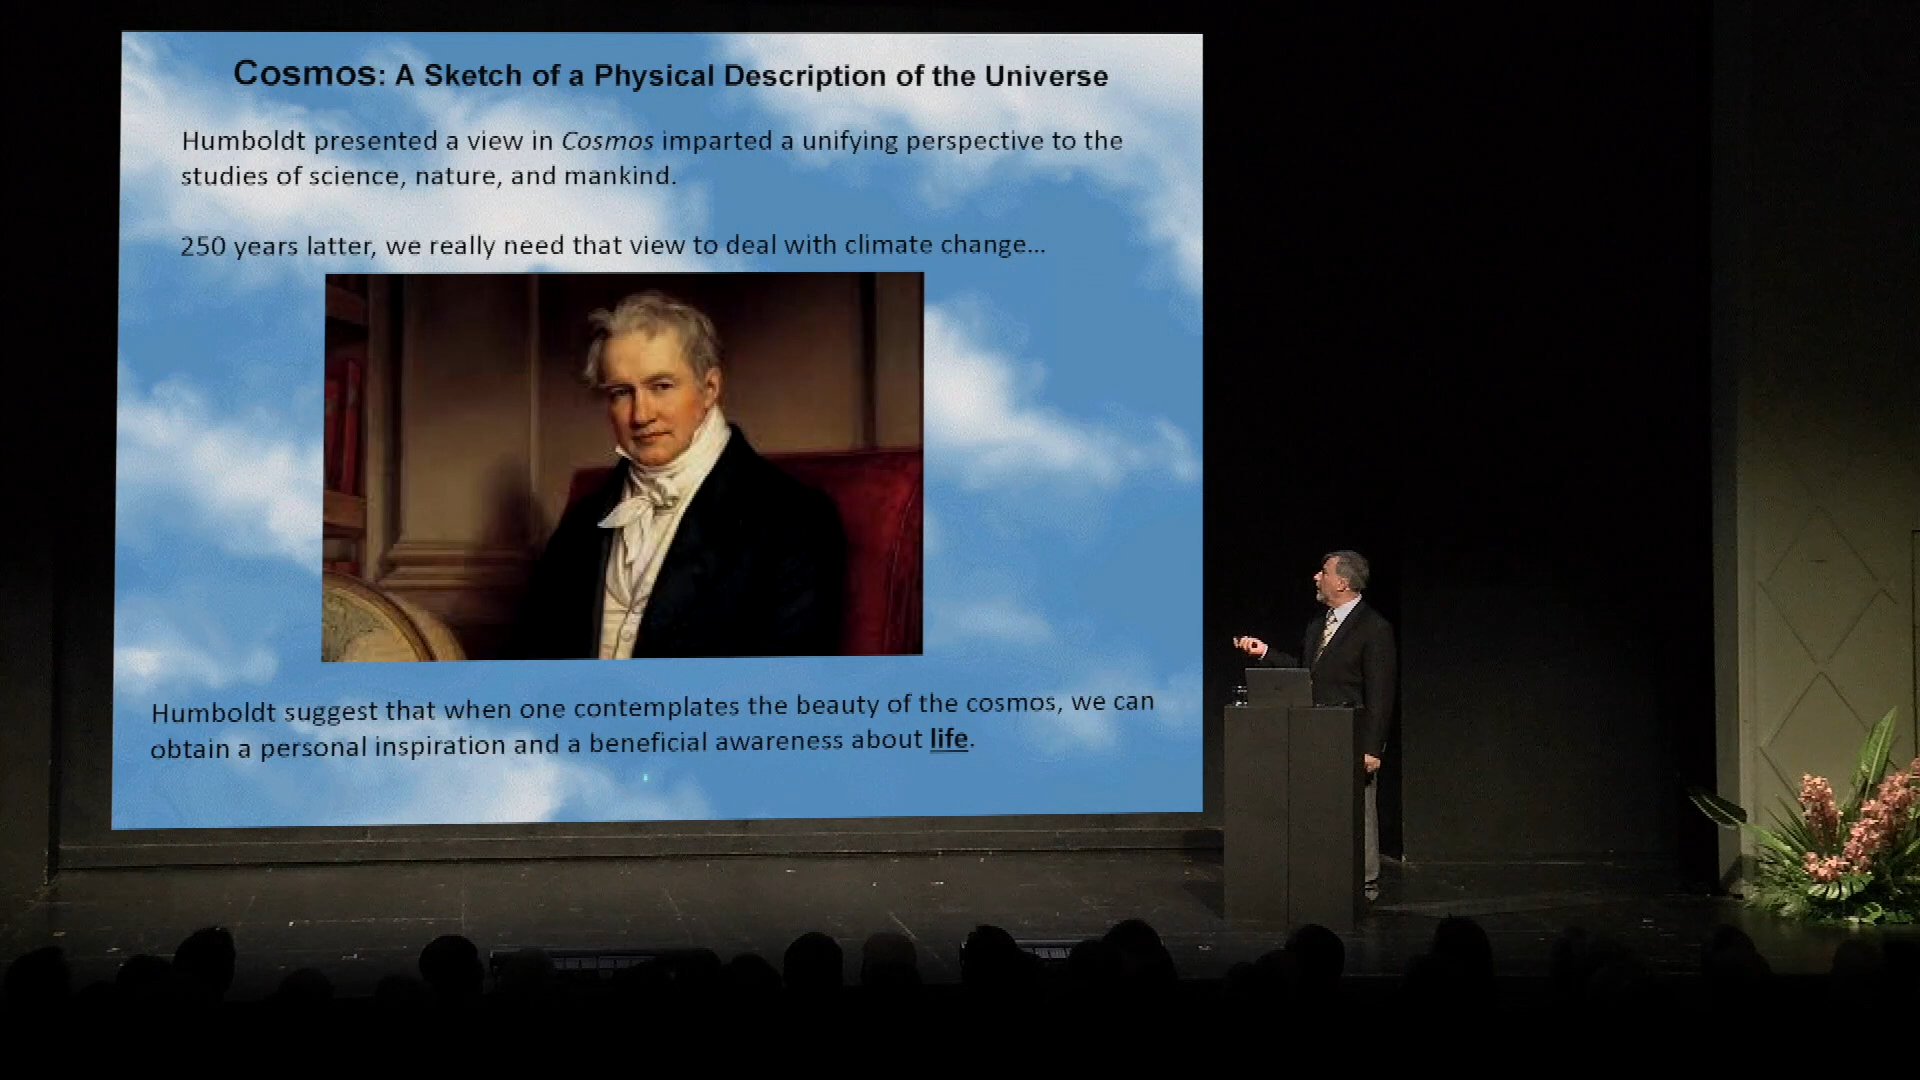 Cosmos: A Sketch of a Physical Description of the Universe
Humboldt presented a view in Cosmos imparted a unifying perspective to the
studies of science, nature, and mankind.
250 years latter, we really need that view to deal with climate change...
Humboldt suggest that when one contemplates the beauty of the cosmos, we can
obtain a personal inspiration and a beneficial awareness about life.